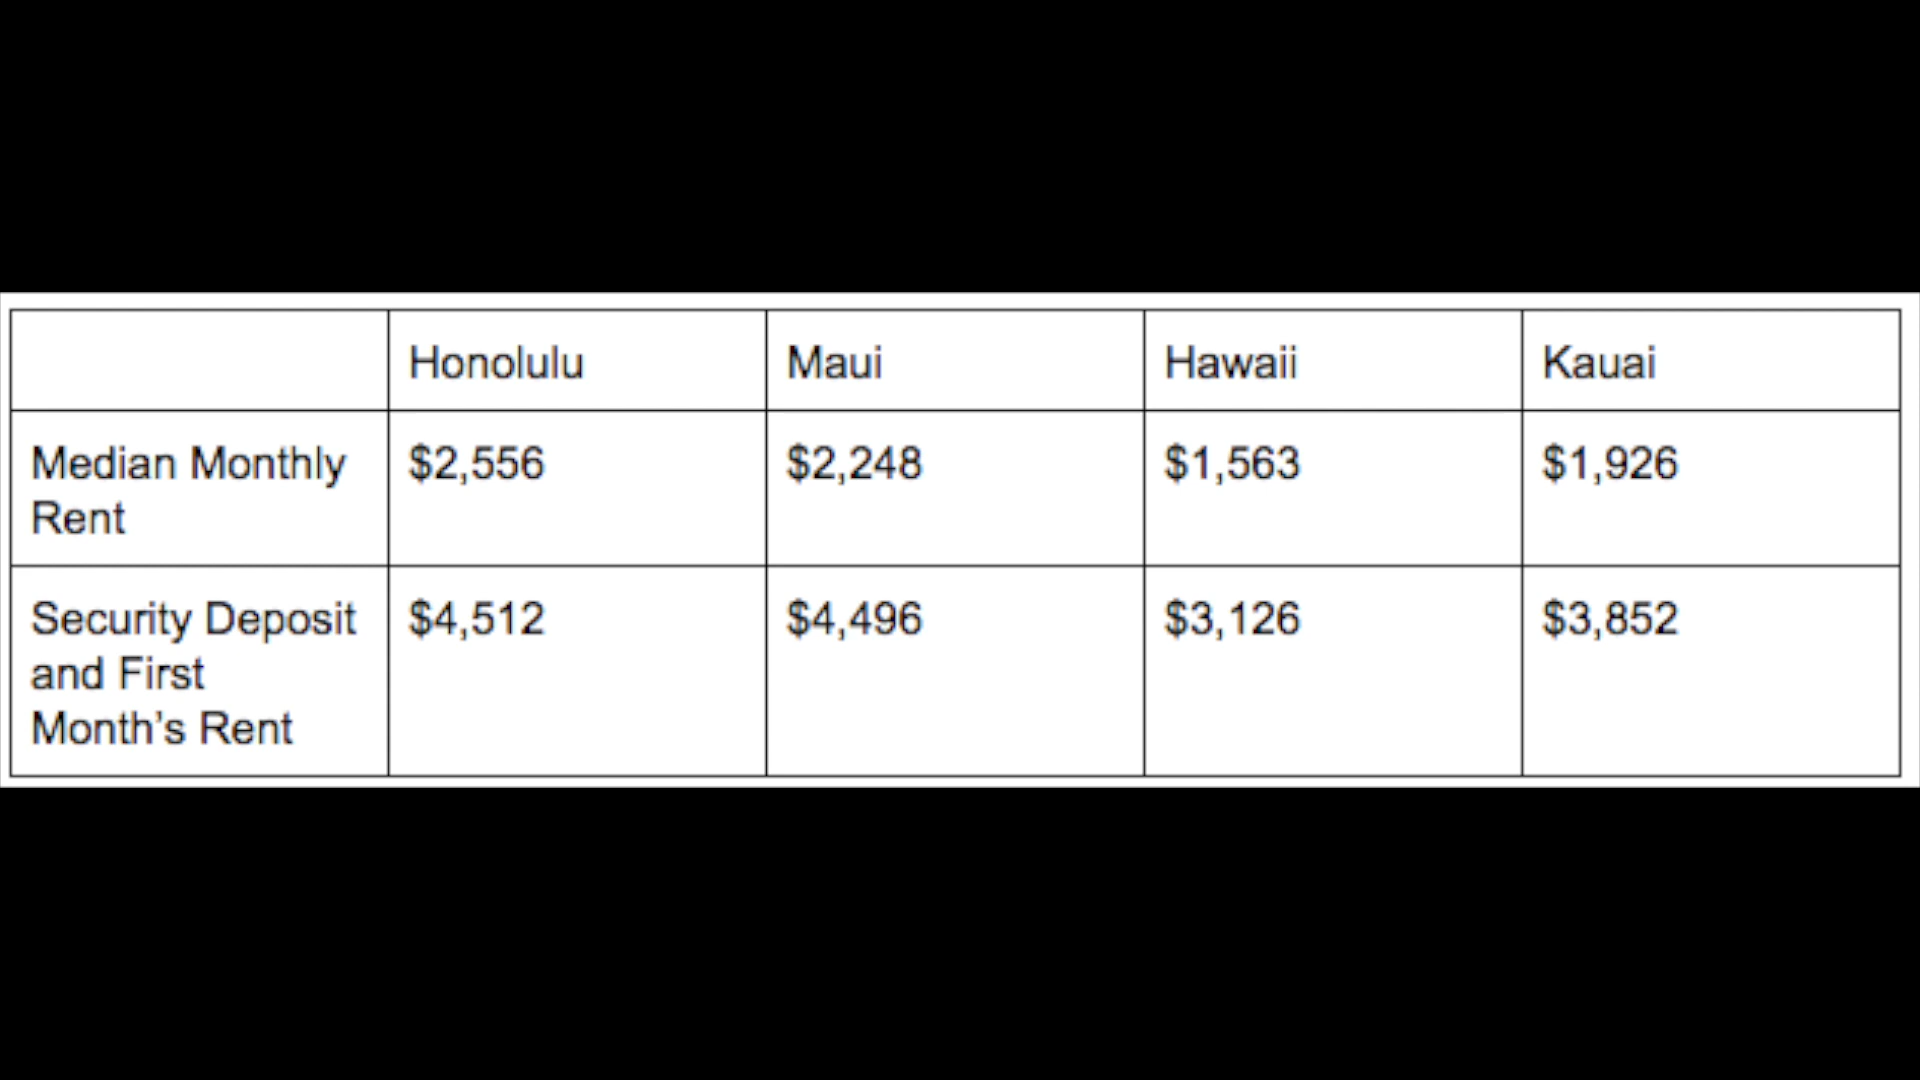 Honolulu Maui Hawaii Kauai
Median Monthly $2,556 $2,248 $1,563 $1,926
Rent
Security Deposit $4,512 $4,496 $3,126 $3,852
and First
Month's Rent